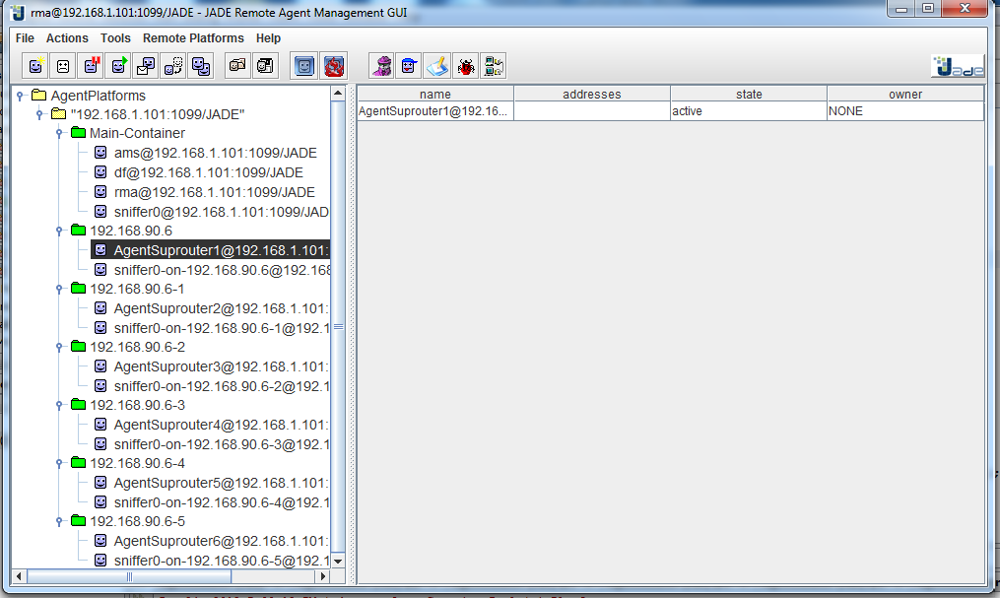 rma@192.168.1.101:1099/JADE - JADE Remote Agent Management GUI
File Actions Tools Remote Platforms Help
Jade
AgentPlatforms
"192.168.1.101:1099/JADE"
Main-Container
ams@192.168.1.101:1099/JADE
df@192.168.1.101:1099/JADE
rma@192.168.1.101:1099/JADE
sniffer0@192.168.1.101:1099/JAD
192.168.90.6
AgentSuprouter1@192.168.1.101:
sniffer0-on-192.168.90.6@192.168
192.168.90.6-1
AgentSuprouter2@192.168.1.101:
sniffer0-on-192.168.90.6-1@192.1
192.168.90.6-2
AgentSuprouter3@192.168.1.101:
sniffer0-on-192.168.90.6-2@192.1
192.168.90.6-3
AgentSuprouter4@192.168.1.101:
sniffer0-on-192.168.90.6-3@192.1
192.168.90.6-4
AgentSuprouter5@192.168.1.101:
sniffer0-on-192.168.90.6-4@192.1
192.168.90.6-5
AgentSuprouter6@192.168.1.101:
sniffer0-on-192.168.90.6-5@192.1
name addresses state owner
AgentSuprouter1@192.16... active NONE